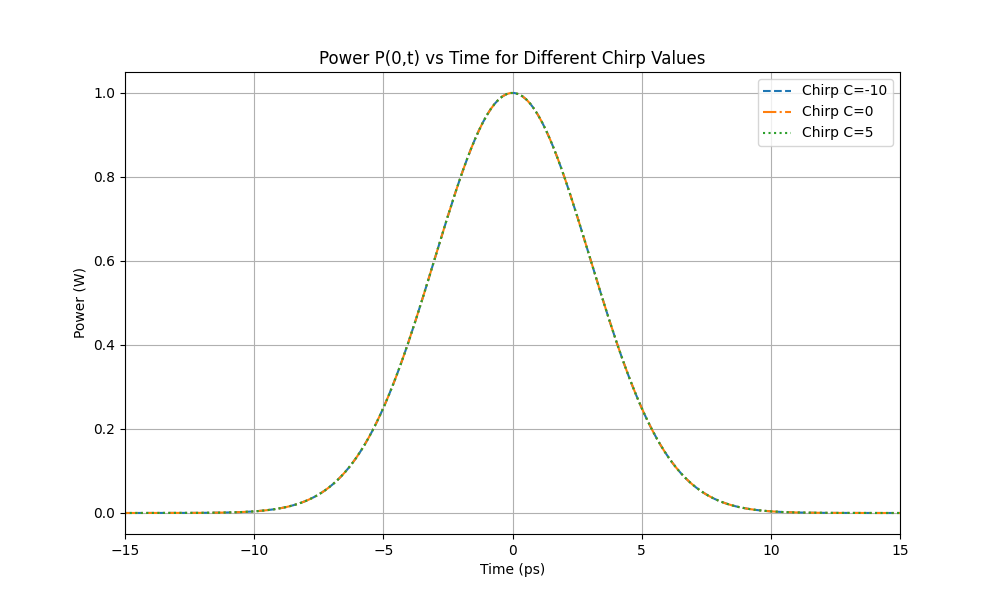 Power P(0,t) vs Time for Different Chirp Values
Chirp C=-10
Chirp C=0
Chirp C=5
Power (W)
1.0
0.8
0.6
0.4
0.2
0.0
−15
−10
−5
0
5
10
15
Time (ps)